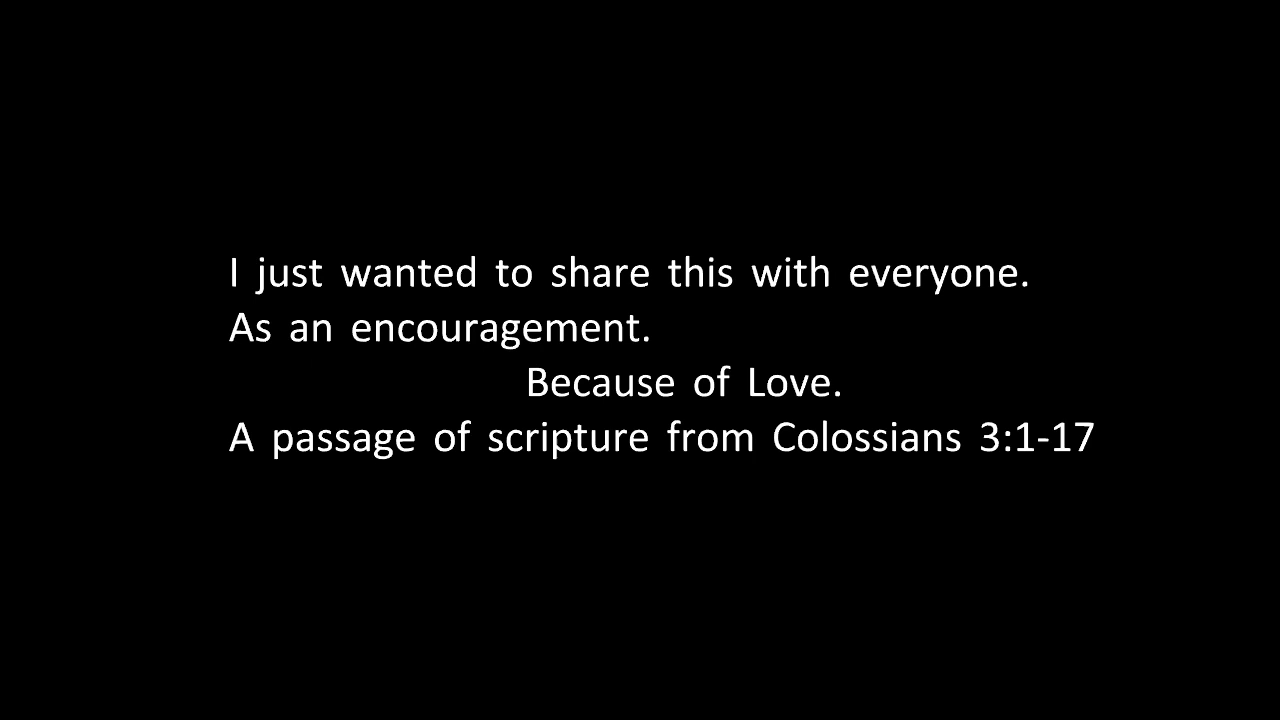 I just wanted to share this with everyone.
As an encouragement.
Because of Love.
A passage of scripture from Colossians 3:1-17